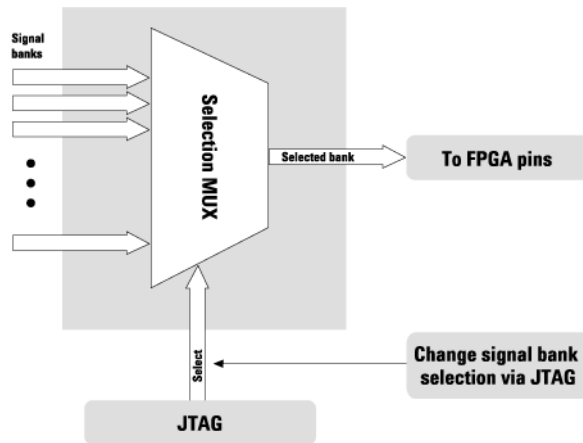 Signal
banks
Selection MUX
Selected bank
To FPGA pins
Select
Change signal bank
selection via JTAG
JTAG